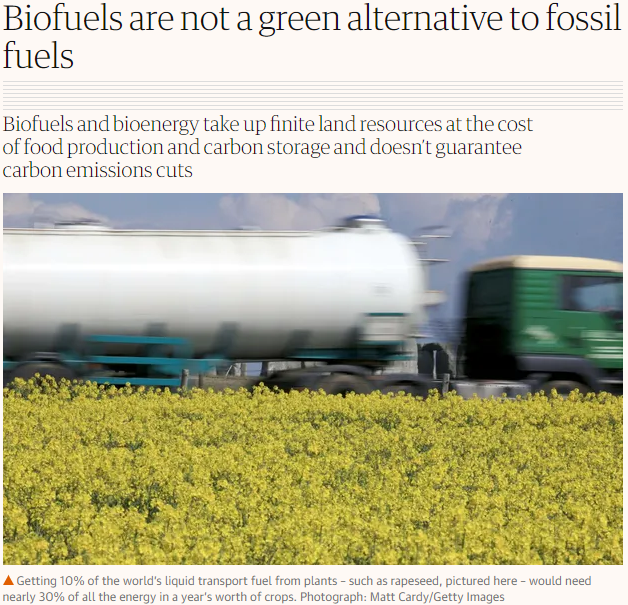 Biofuels are not a green alternative to fossil
fuels
Biofuels and bioenergy take up finite land resources at the cost
of food production and carbon storage and doesn't guarantee
carbon emissions cuts
Getting 10% of the world's liquid transport fuel from plants – such as rapeseed, pictured here – would need
nearly 30% of all the energy in a year's worth of crops. Photograph: Matt Cardy/Getty Images